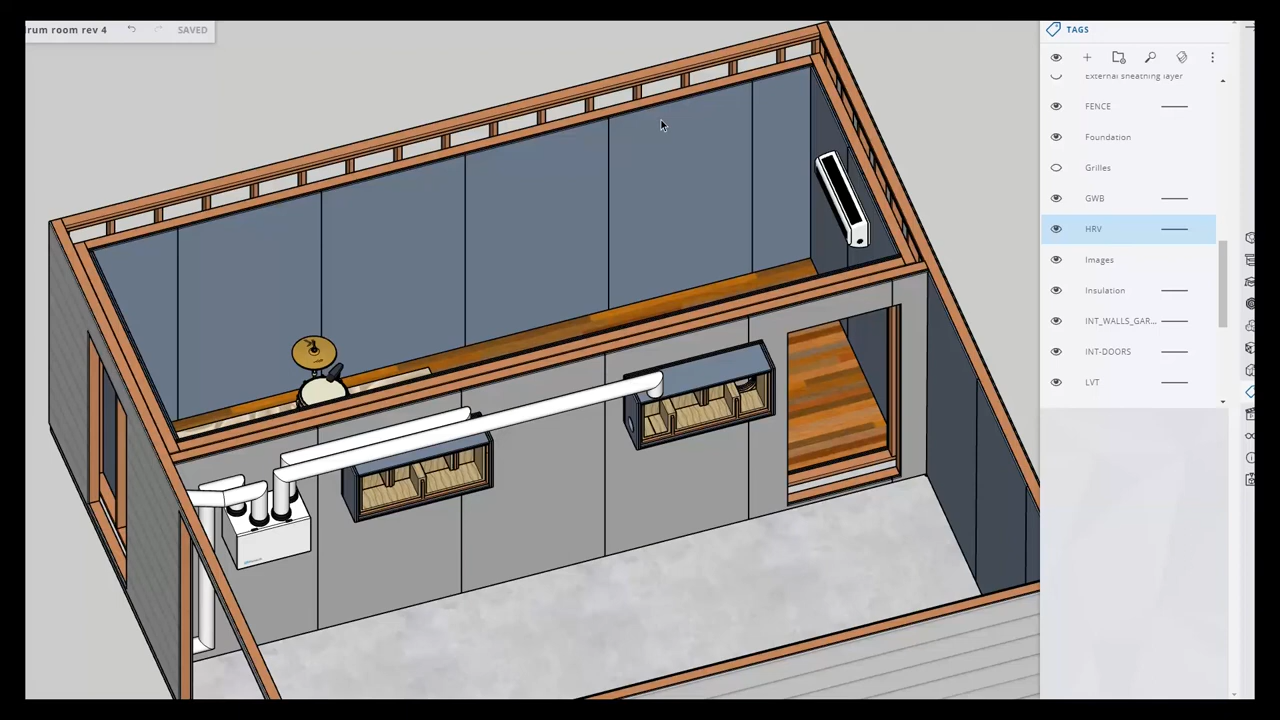 rum room rev 4
SAVED
TAGS
External sheathing layer
FENCE
Foundation
Grilles
GWB
HRV
Images
Insulation
INT_WALLS_GAR...
INT-DOORS
LVT